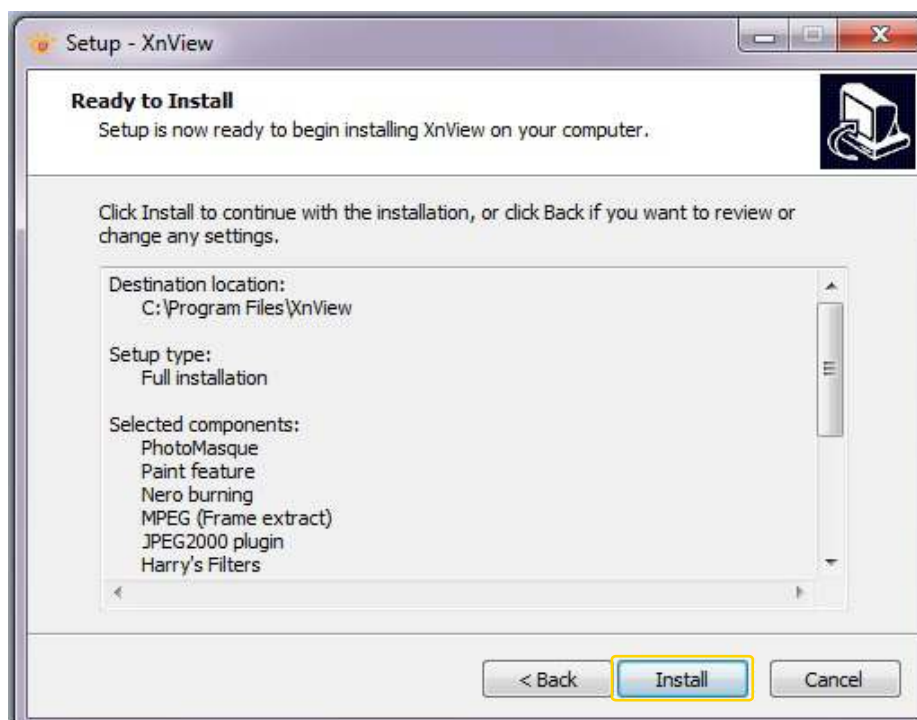 Setup - XnView
Ready to Install
Setup is now ready to begin installing XnView on your computer.
Click Install to continue with the installation, or click Back if you want to review or
change any settings.
Destination location:
C:\Program Files\XnView
Setup type:
Full installation
Selected components:
PhotoMasque
Paint feature
Nero burning
MPEG (Frame extract)
JPEG2000 plugin
Harry's Filters
< Back
Install
Cancel